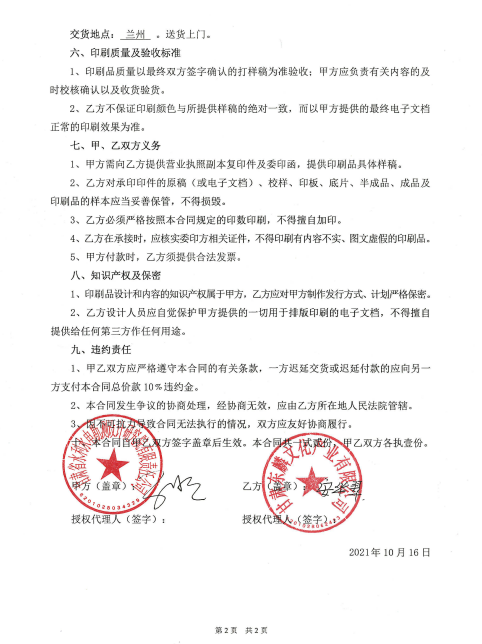 交货地点： 兰州 。送货上门。
六、印刷质量及验收标准
1、印刷品质量以最终双方签字确认的打样稿为准验收；甲方应负责有关内容的及
时校核确认以及收货验货。
2、乙方不保证印刷颜色与所提供样稿的绝对一致，而以甲方提供的最终电子文档
正常的印刷效果为准。
七、甲、乙双方义务
1、甲方需向乙方提供营业执照副本复印件及委印函，提供印刷品具体样稿。
2、乙方对承印印件的原稿（或电子文档）、校样、印板、底片、半成品、成品及
印刷品的样本应当妥善保管，不得损毁。
3、乙方必须严格按照本合同规定的印数印刷，不得擅自加印。
4、乙方在承接时，应核实委印方相关证件，不得印制有内容不实、图文虚假的印刷品。
5、甲方付款时，乙方须提供合法发票。
八、知识产权及保密
1、印刷品设计和内容的知识产权属于甲方，乙方应对甲方制作发行方式、计划严格保密。
2、乙方设计人员应自觉保护甲方提供的一切用于排版印刷的电子文档，不得擅自
提供给任何第三方作任何用途。
九、违约责任
1、甲乙双方应严格遵守本合同的有关条款，一方迟延交货或迟延付款的应向另一
方支付本合同总价款 10%违约金。
2、本合同发生争议的协商处理，经协商无效，应由乙方所在地人民法院管辖。
3、因不可抗力导致合同无法执行的情况，双方应友好协商履行。
十、本合同自甲乙双方签字盖章后生效。本合同共一式贰份，甲乙双方各执壹份。
甲方（盖章）： 乙方（盖章）：
甘肃东麟文化产业有限公司
授权代理人（签字）： 授权代理人（签字）：
2021 年 10 月 16 日
第 2 页 共 2 页